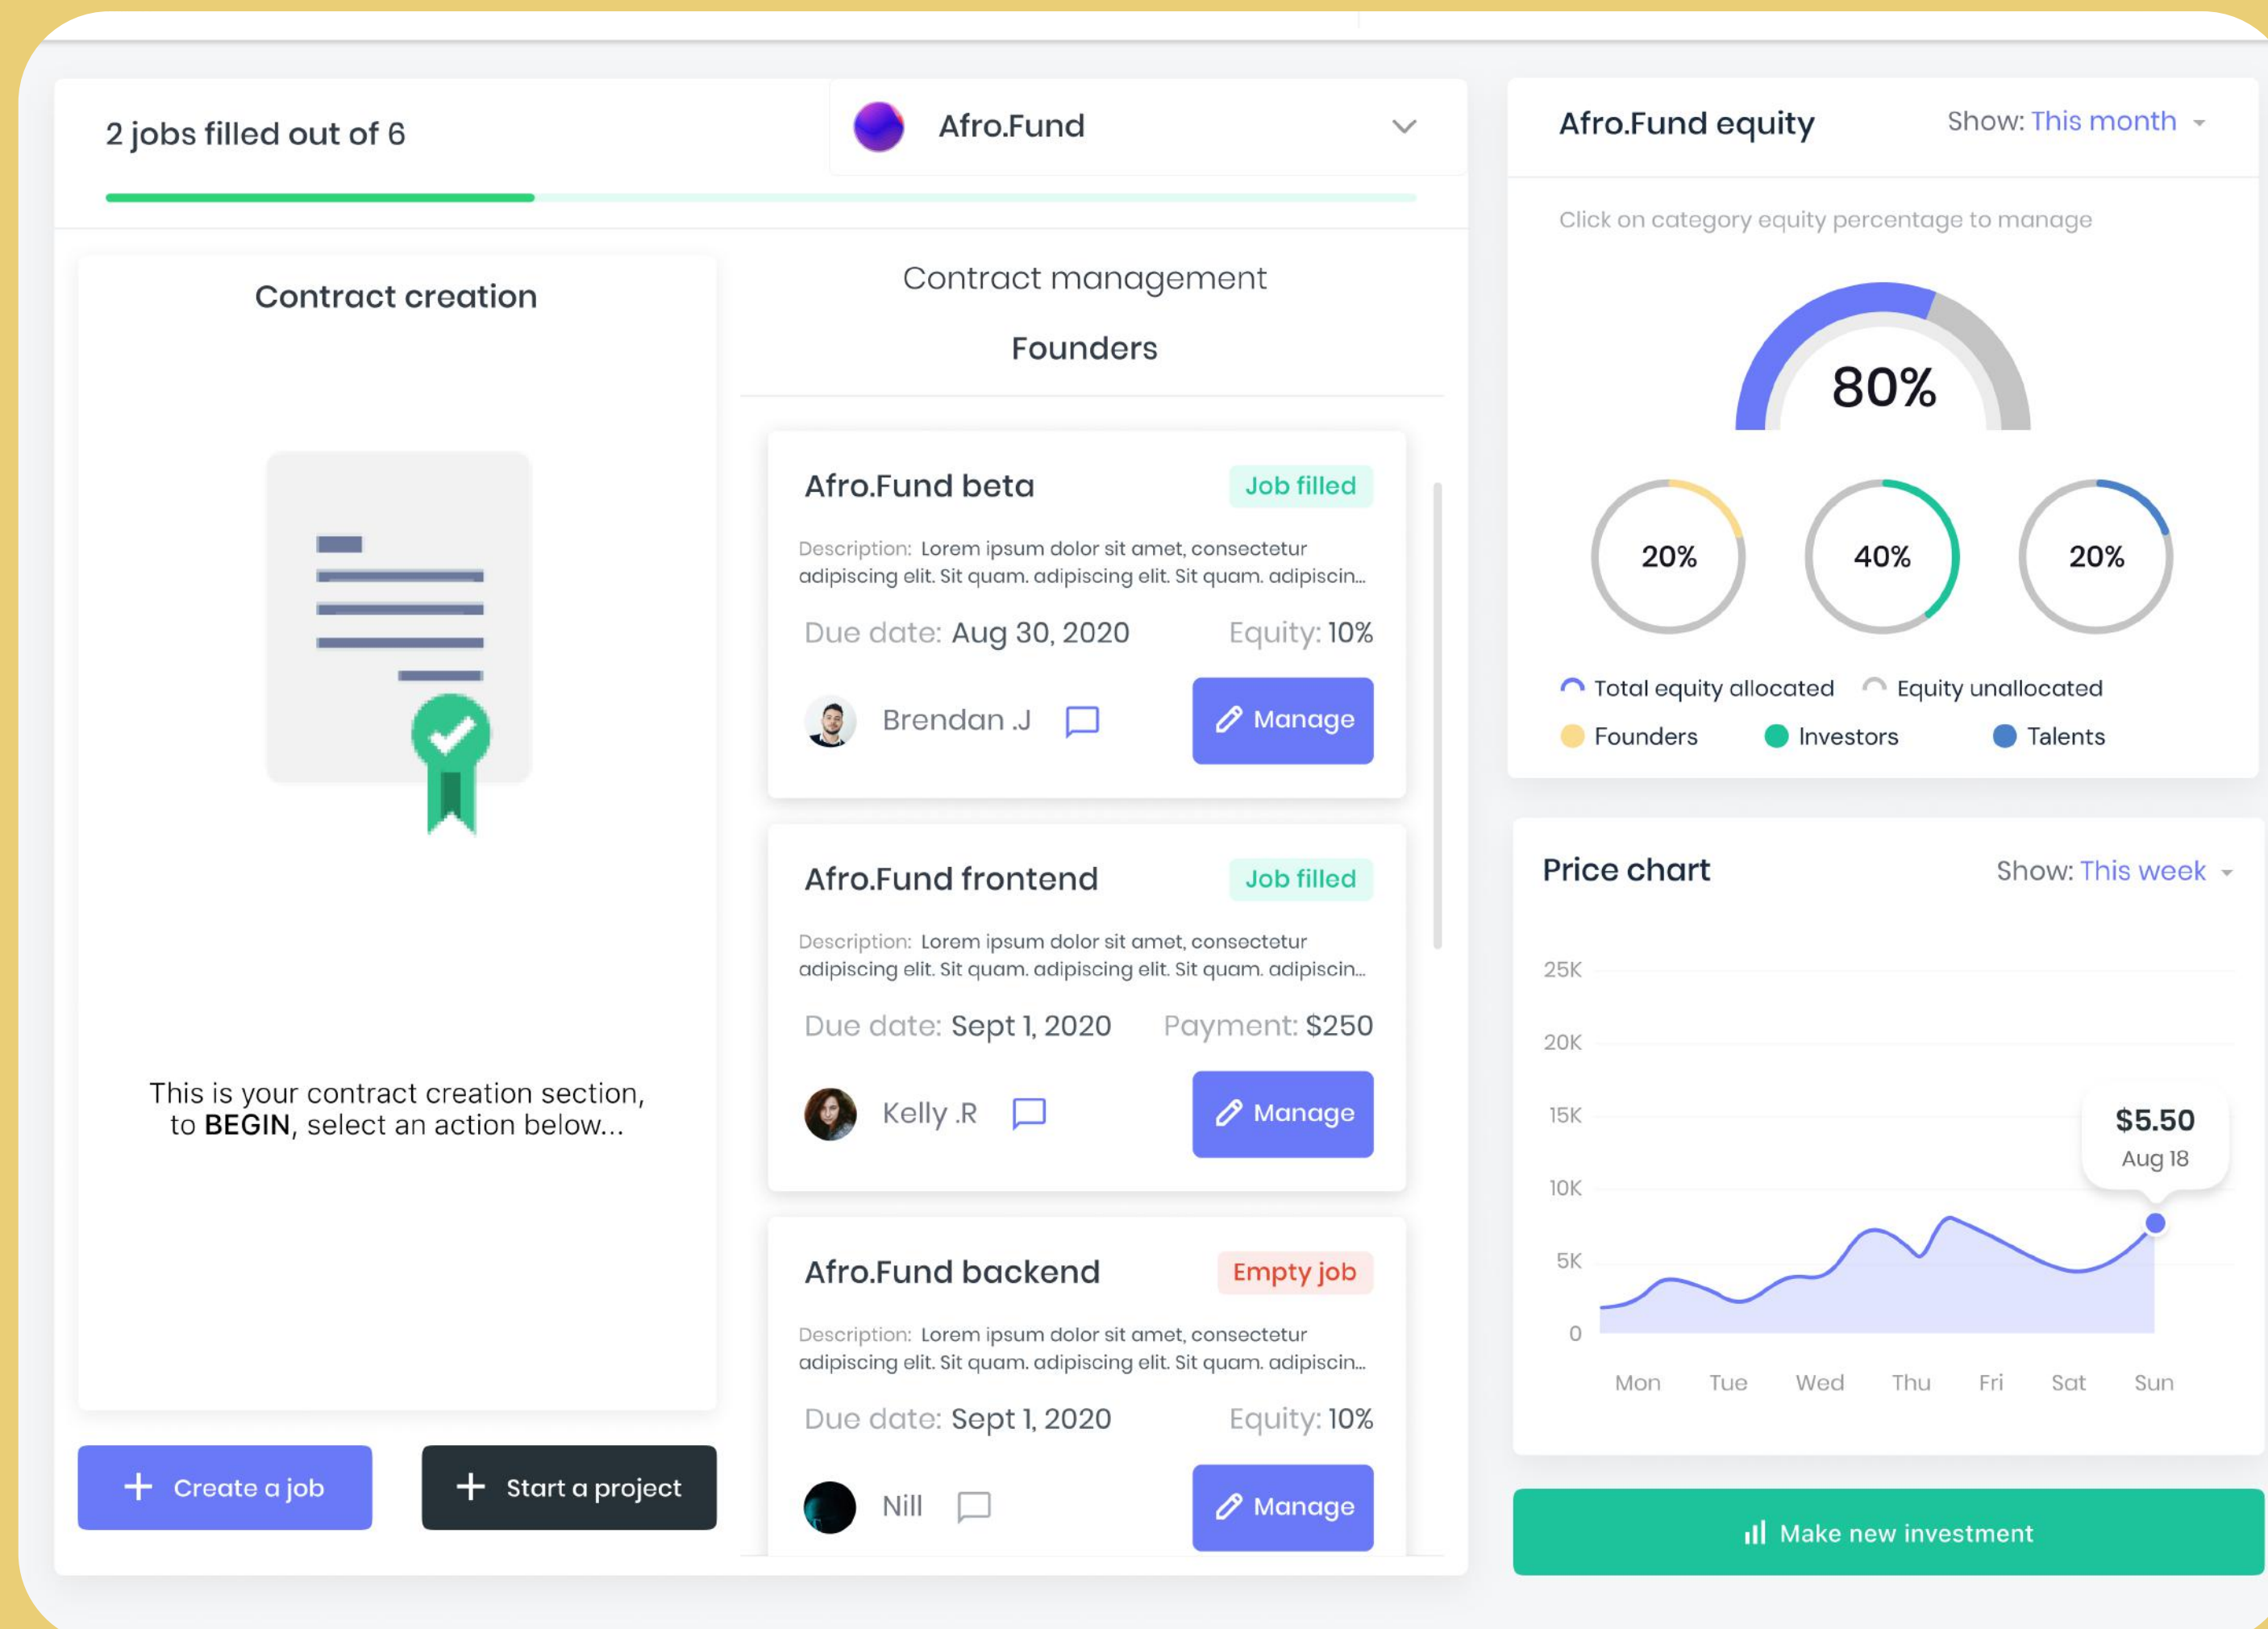 2 jobs filled out of 6
Afro.Fund
Contract creation
This is your contract creation section,
to BEGIN, select an action below...
+ Create a job
+ Start a project
Contract management
Founders
Afro.Fund beta
Job filled
Description: Lorem ipsum dolor sit amet, consectetur
adipiscing elit. Sit quam. adipiscing elit. Sit quam. adipiscin...
Due date: Aug 30, 2020
Equity: 10%
Brendan .J
Manage
Afro.Fund frontend
Job filled
Description: Lorem ipsum dolor sit amet, consectetur
adipiscing elit. Sit quam. adipiscing elit. Sit quam. adipiscin...
Due date: Sept 1, 2020
Payment: $250
Kelly .R
Manage
Afro.Fund backend
Empty job
Description: Lorem ipsum dolor sit amet, consectetur
adipiscing elit. Sit quam. adipiscing elit. Sit quam. adipiscin...
Due date: Sept 1, 2020
Equity: 10%
Nill
Manage
Afro.Fund equity
Show: This month
Click on category equity percentage to manage
80%
20%
40%
20%
Total equity allocated
Equity unallocated
Founders
Investors
Talents
Price chart
Show: This week
25K
20K
15K
10K
5K
0
$5.50
Aug 18
Mon Tue Wed Thu Fri Sat Sun
Make new investment